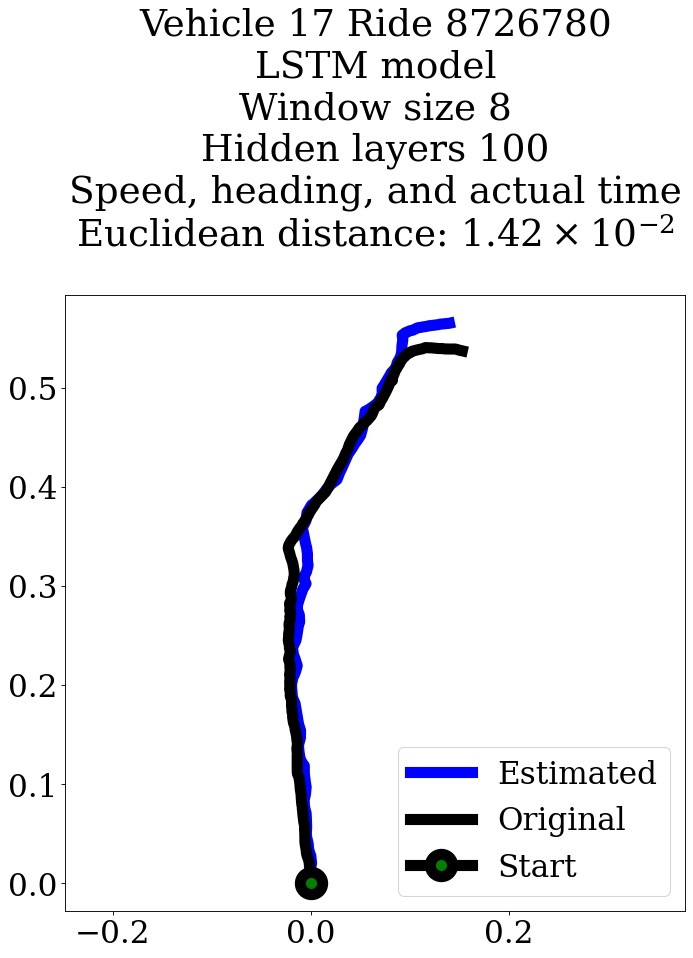 Vehicle 17 Ride 8726780
LSTM model
Window size 8
Hidden layers 100
Speed, heading, and actual time
Euclidean distance: 1.42 × 10⁻²
0.5
0.4
0.3
0.2
0.1
0.0
Estimated
Original
Start
−0.2 0.0 0.2